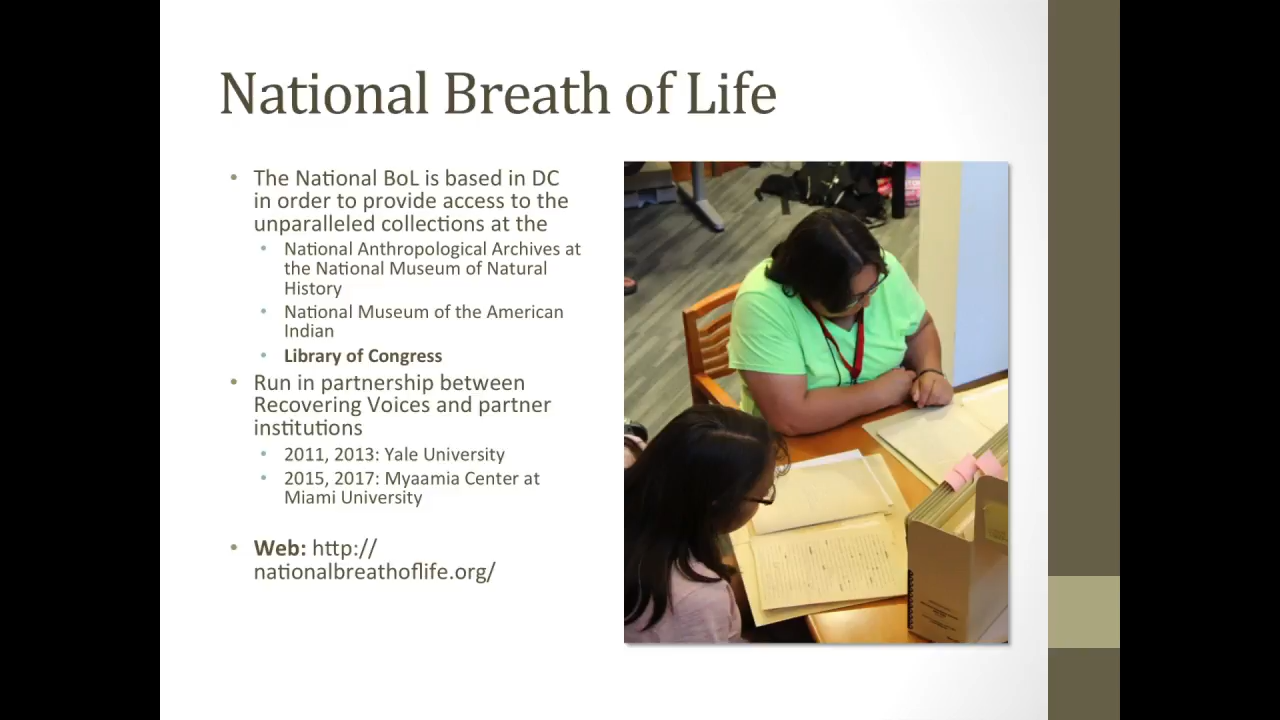 National Breath of Life
• The National BoL is based in DC
in order to provide access to the
unparalleled collections at the
• National Anthropological Archives at
the National Museum of Natural
History
• National Museum of the American
Indian
• Library of Congress
• Run in partnership between
Recovering Voices and partner
institutions
• 2011, 2013: Yale University
• 2015, 2017: Myaamia Center at
Miami University
• Web: http://
nationalbreathoflife.org/